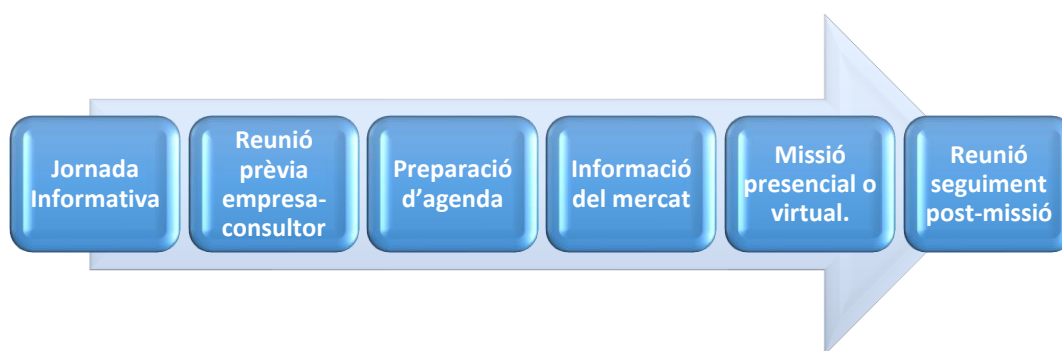 Jornada
Informativa
Reunió
prèvia
empresa-
consultor
Preparació
d’agenda
Informació
del mercat
Missió
presencial o
virtual.
Reunió
seguiment
post-missió